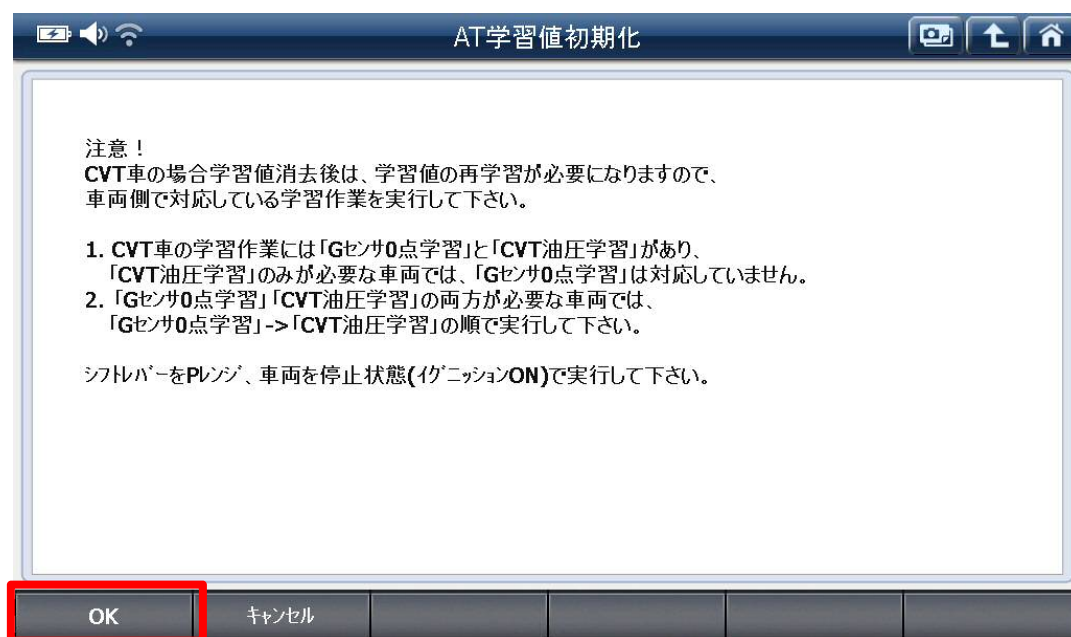 AT学習値初期化
注意！
CVT車の場合学習値消去後は、学習値の再学習が必要になりますので、
車両側で対応している学習作業を実行して下さい。
1. CVT車の学習作業には「Gｾﾝｻ0点学習」と「CVT油圧学習」があり、
「CVT油圧学習」のみが必要な車両では、「Gｾﾝｻ0点学習」は対応していません。
2. 「Gｾﾝｻ0点学習」「CVT油圧学習」の両方が必要な車両では、
「Gｾﾝｻ0点学習」->「CVT油圧学習」の順で実行して下さい。
ｼﾌﾄﾚﾊﾞｰをPﾚﾝｼﾞ、車両を停止状態(ｲｸﾞﾆｯｼｮﾝON)で実行して下さい。
OK
ｷｬﾝｾﾙ